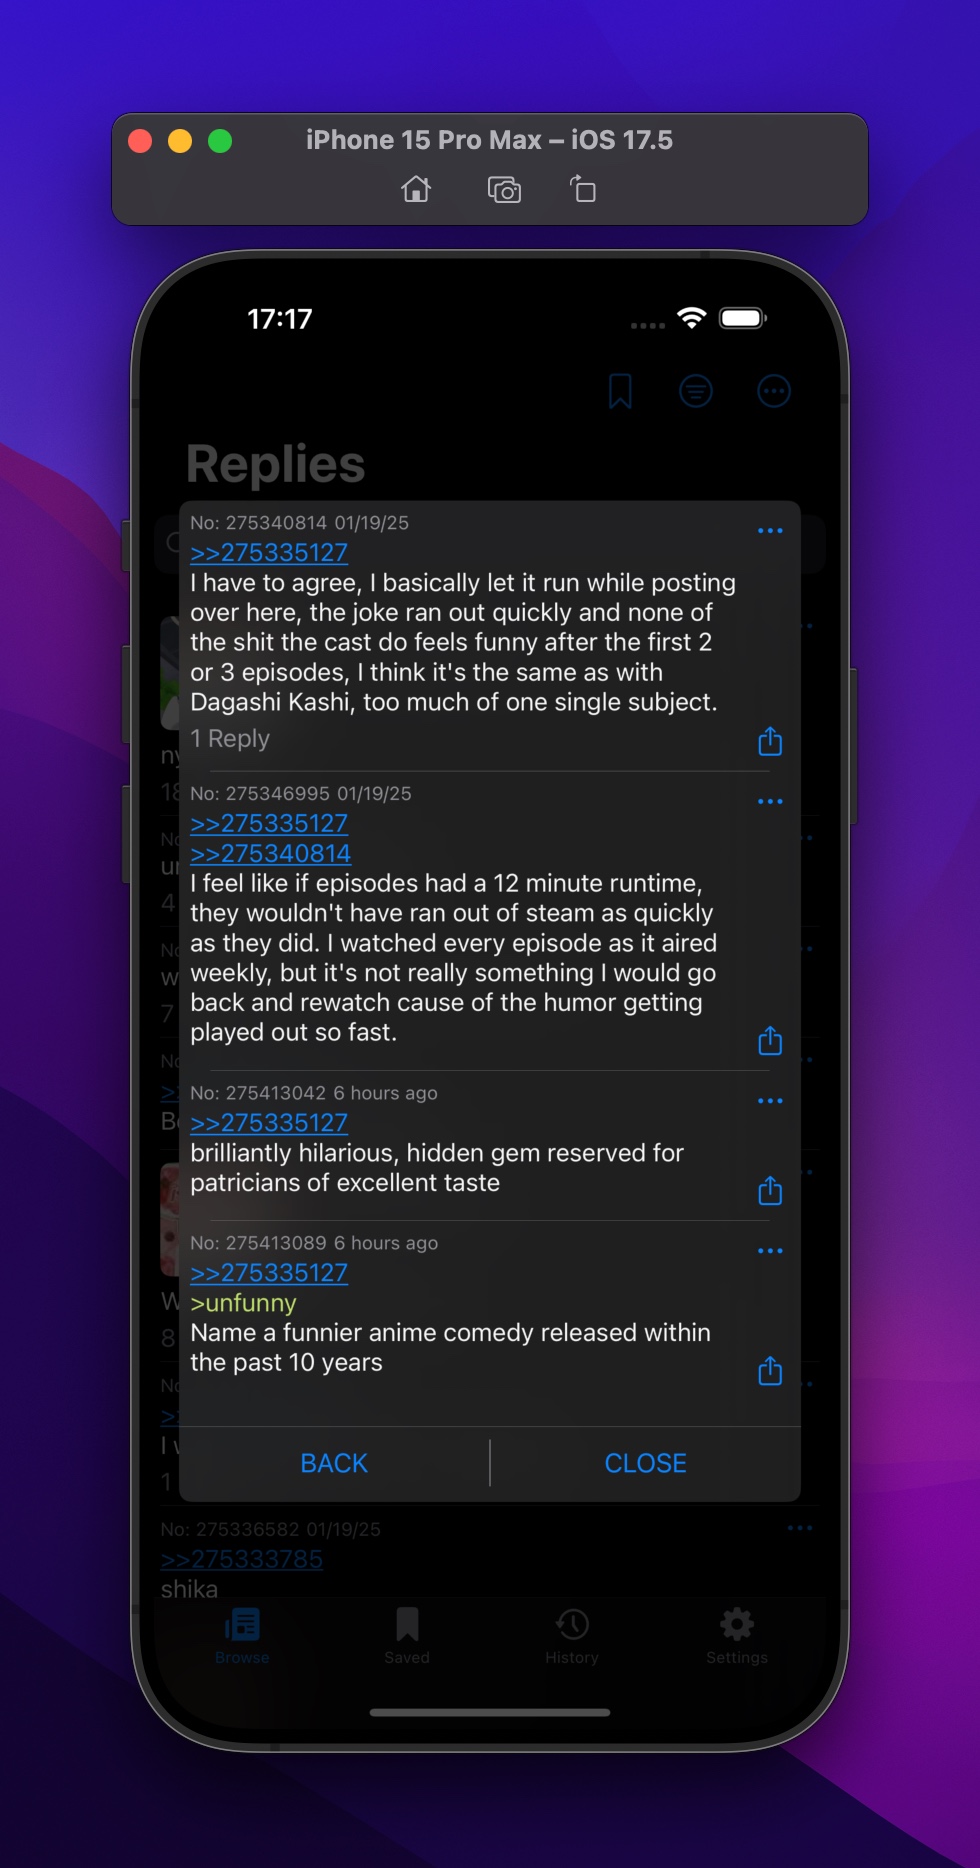 iPhone 15 Pro Max – iOS 17.5
17:17
Replies
No: 275340814 01/19/25
>>275335127
I have to agree, I basically let it run while posting
over here, the joke ran out quickly and none of
the shit the cast do feels funny after the first 2
or 3 episodes, I think it's the same as with
Dagashi Kashi, too much of one single subject.
1 Reply
No: 275346995 01/19/25
>>275335127
>>275340814
I feel like if episodes had a 12 minute runtime,
they wouldn't have ran out of steam as quickly
as they did. I watched every episode as it aired
weekly, but it's not really something I would go
back and rewatch cause of the humor getting
played out so fast.
No: 275413042 6 hours ago
>>275335127
brilliantly hilarious, hidden gem reserved for
patricians of excellent taste
No: 275413089 6 hours ago
>>275335127
>unfunny
Name a funnier anime comedy released within
the past 10 years
BACK
CLOSE
No: 275336582 01/19/25
>>275333785
shika
Browse
Saved
History
Settings